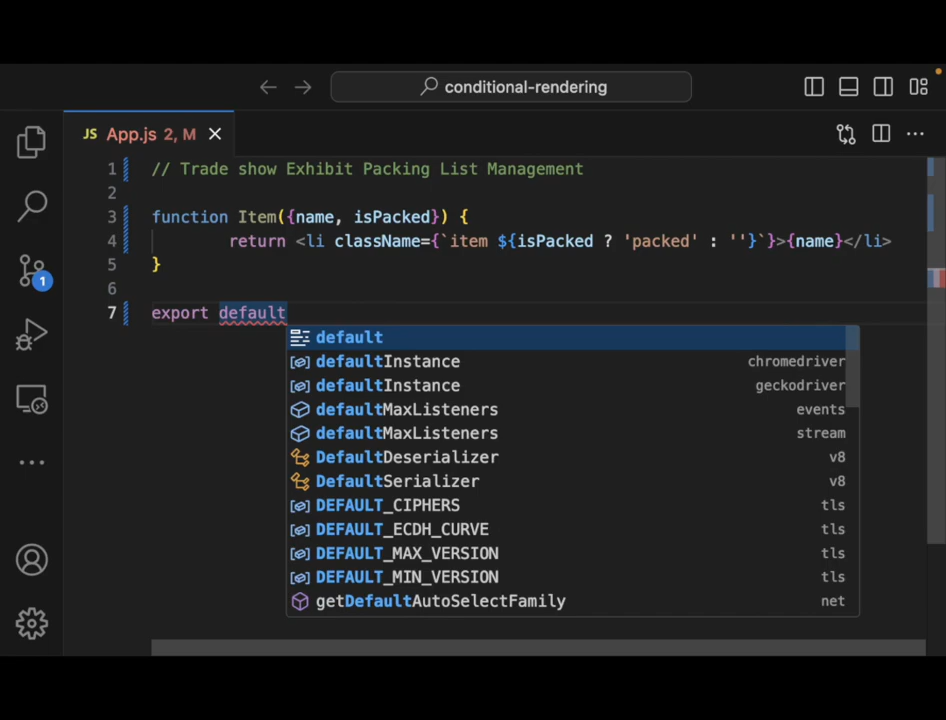 conditional-rendering
JS App.js 2, M
1 // Trade show Exhibit Packing List Management
2
3 function Item({name, isPacked}) {
4 return <li className={`item ${isPacked ? 'packed' : ''}`}>{name}</li>
5 }
6
7 export default
1
default
defaultInstance chromedriver
defaultInstance geckodriver
defaultMaxListeners events
defaultMaxListeners stream
DefaultDeserializer v8
DefaultSerializer v8
DEFAULT_CIPHERS tls
DEFAULT_ECDH_CURVE tls
DEFAULT_MAX_VERSION tls
DEFAULT_MIN_VERSION tls
getDefaultAutoSelectFamily net